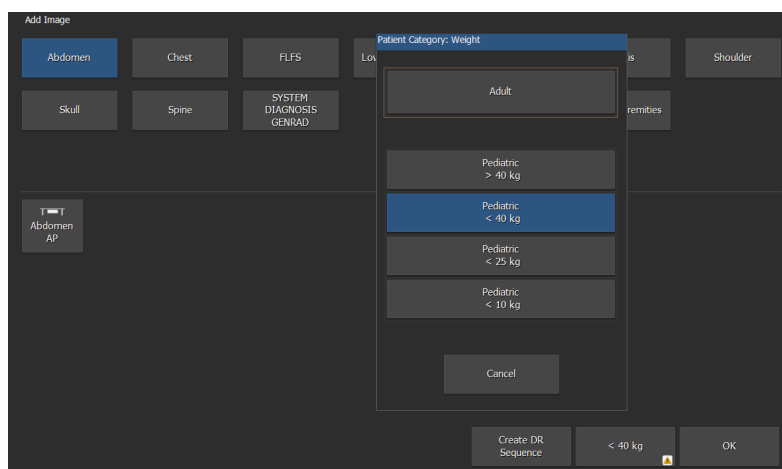 Add Image
Patient Category: Weight
Abdomen
Chest
FLFS
Shoulder
Adult
Skull
Spine
SYSTEM
DIAGNOSIS
GENRAD
Pediatric
> 40 kg
Pediatric
< 40 kg
Pediatric
< 25 kg
Pediatric
< 10 kg
Abdomen
AP
Cancel
Create DR
Sequence
< 40 kg
OK